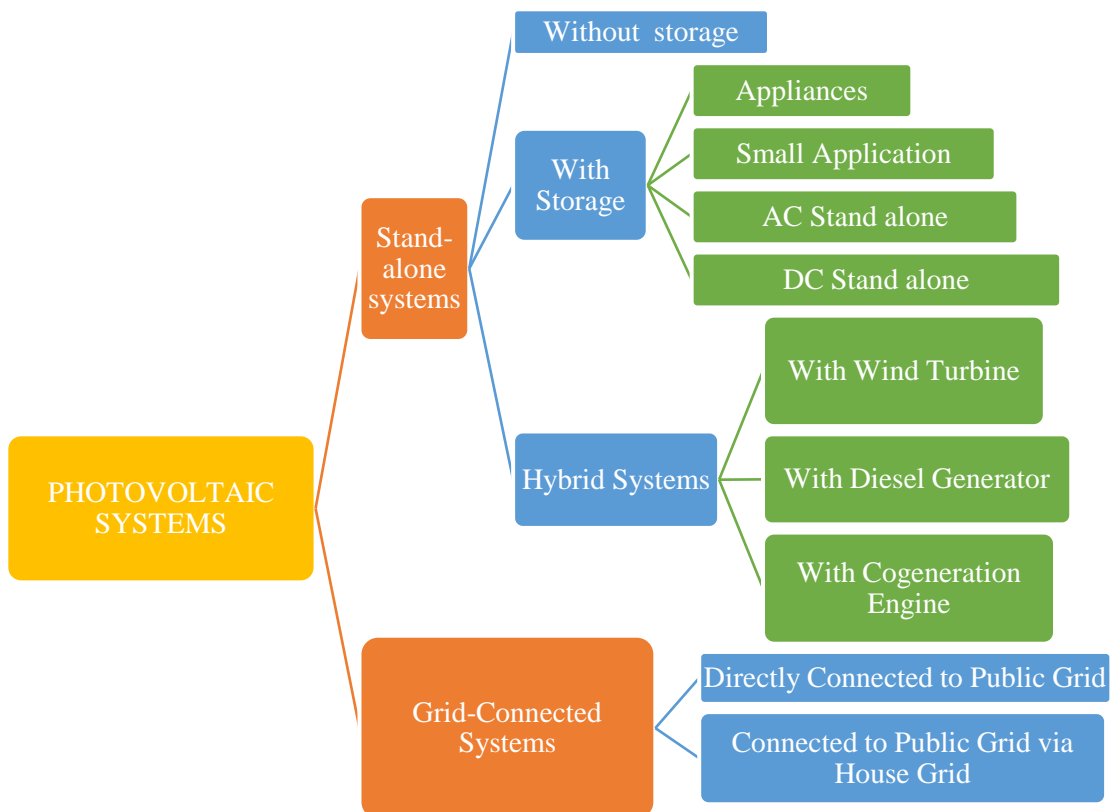 Without storage
Appliances
Small Application
With
Storage
AC Stand alone
DC Stand alone
Stand-
alone
systems
With Wind Turbine
Hybrid Systems
With Diesel Generator
With Cogeneration
Engine
PHOTOVOLTAIC
SYSTEMS
Grid-Connected
Systems
Directly Connected to Public Grid
Connected to Public Grid via
House Grid